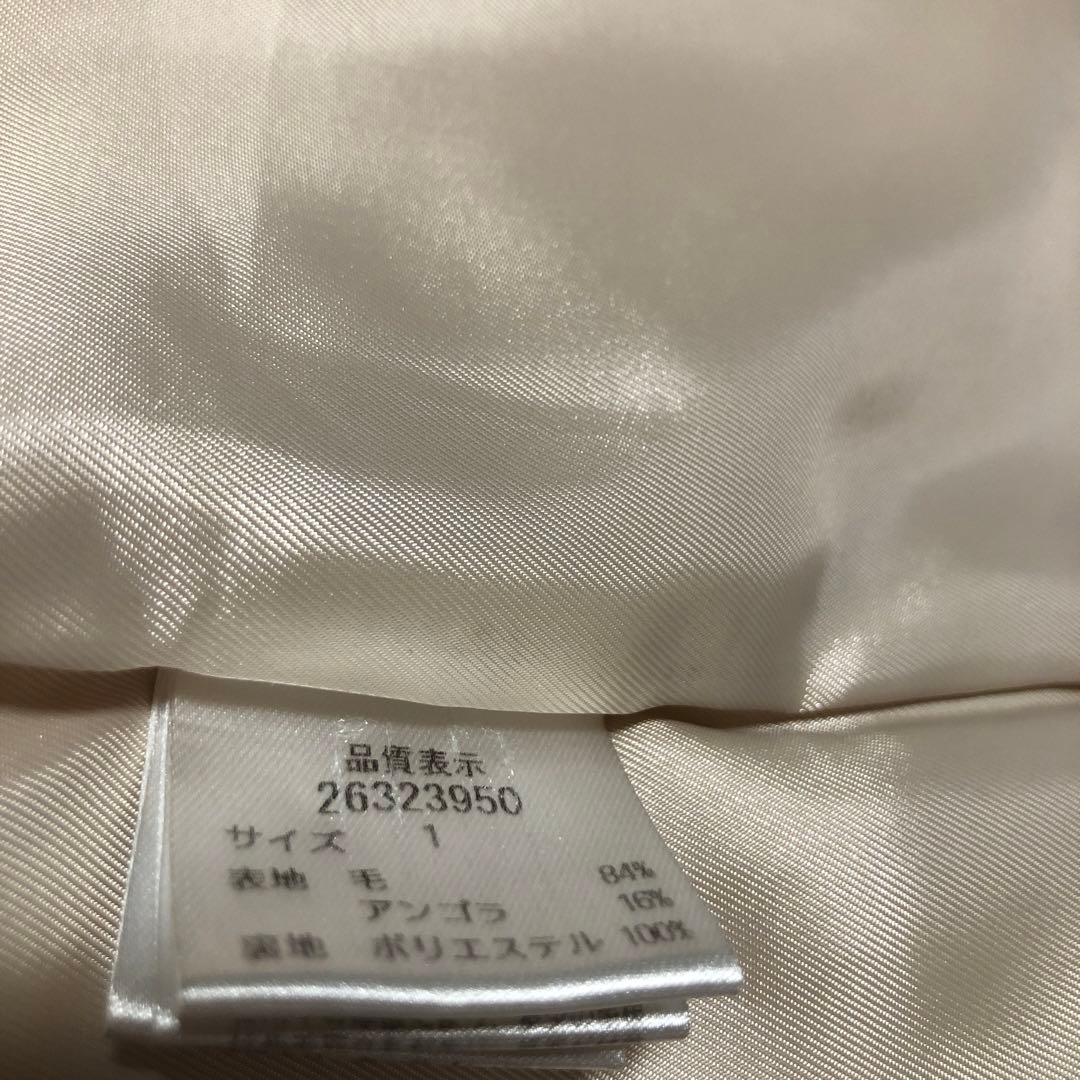 品質表示
26323950
サイズ 1
表地 毛 84%
アンゴラ 16%
裏地 ポリエステル 100%